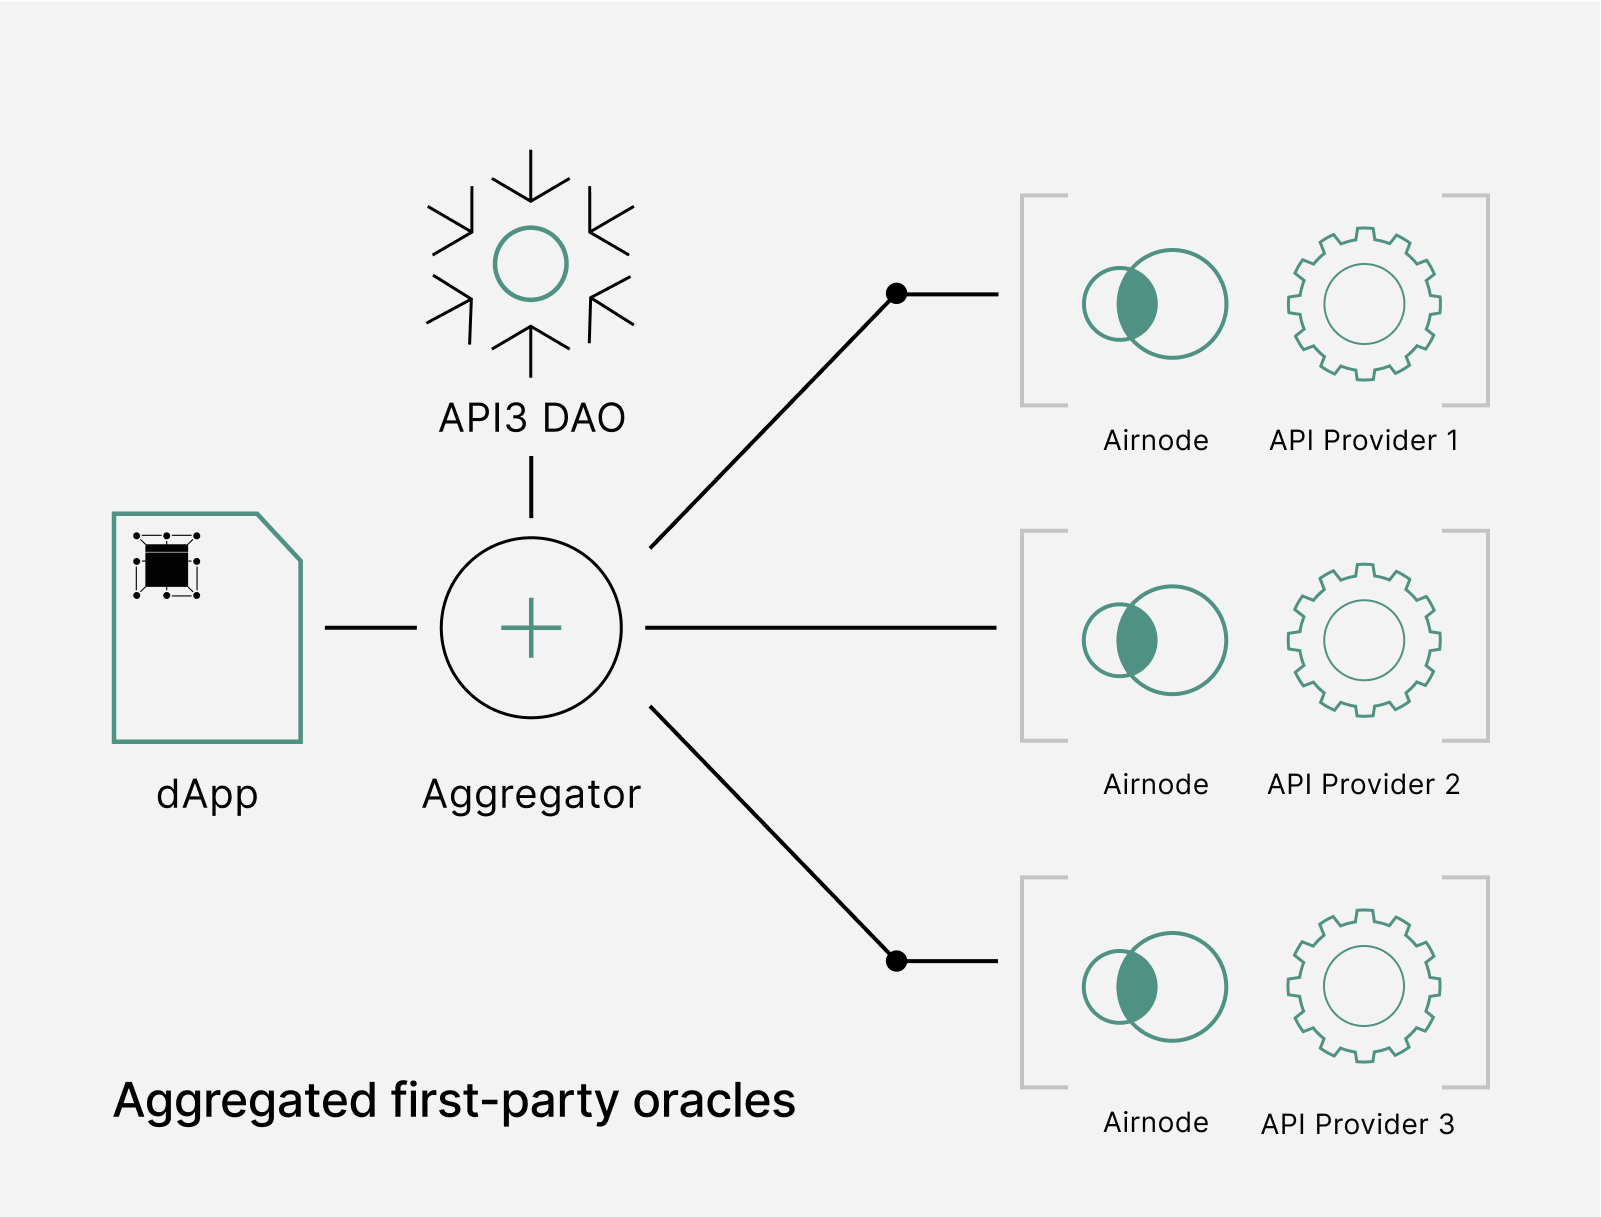 API3 DAO
Airnode
API Provider 1
dApp
Aggregator
Airnode
API Provider 2
Aggregated first-party oracles
Airnode
API Provider 3